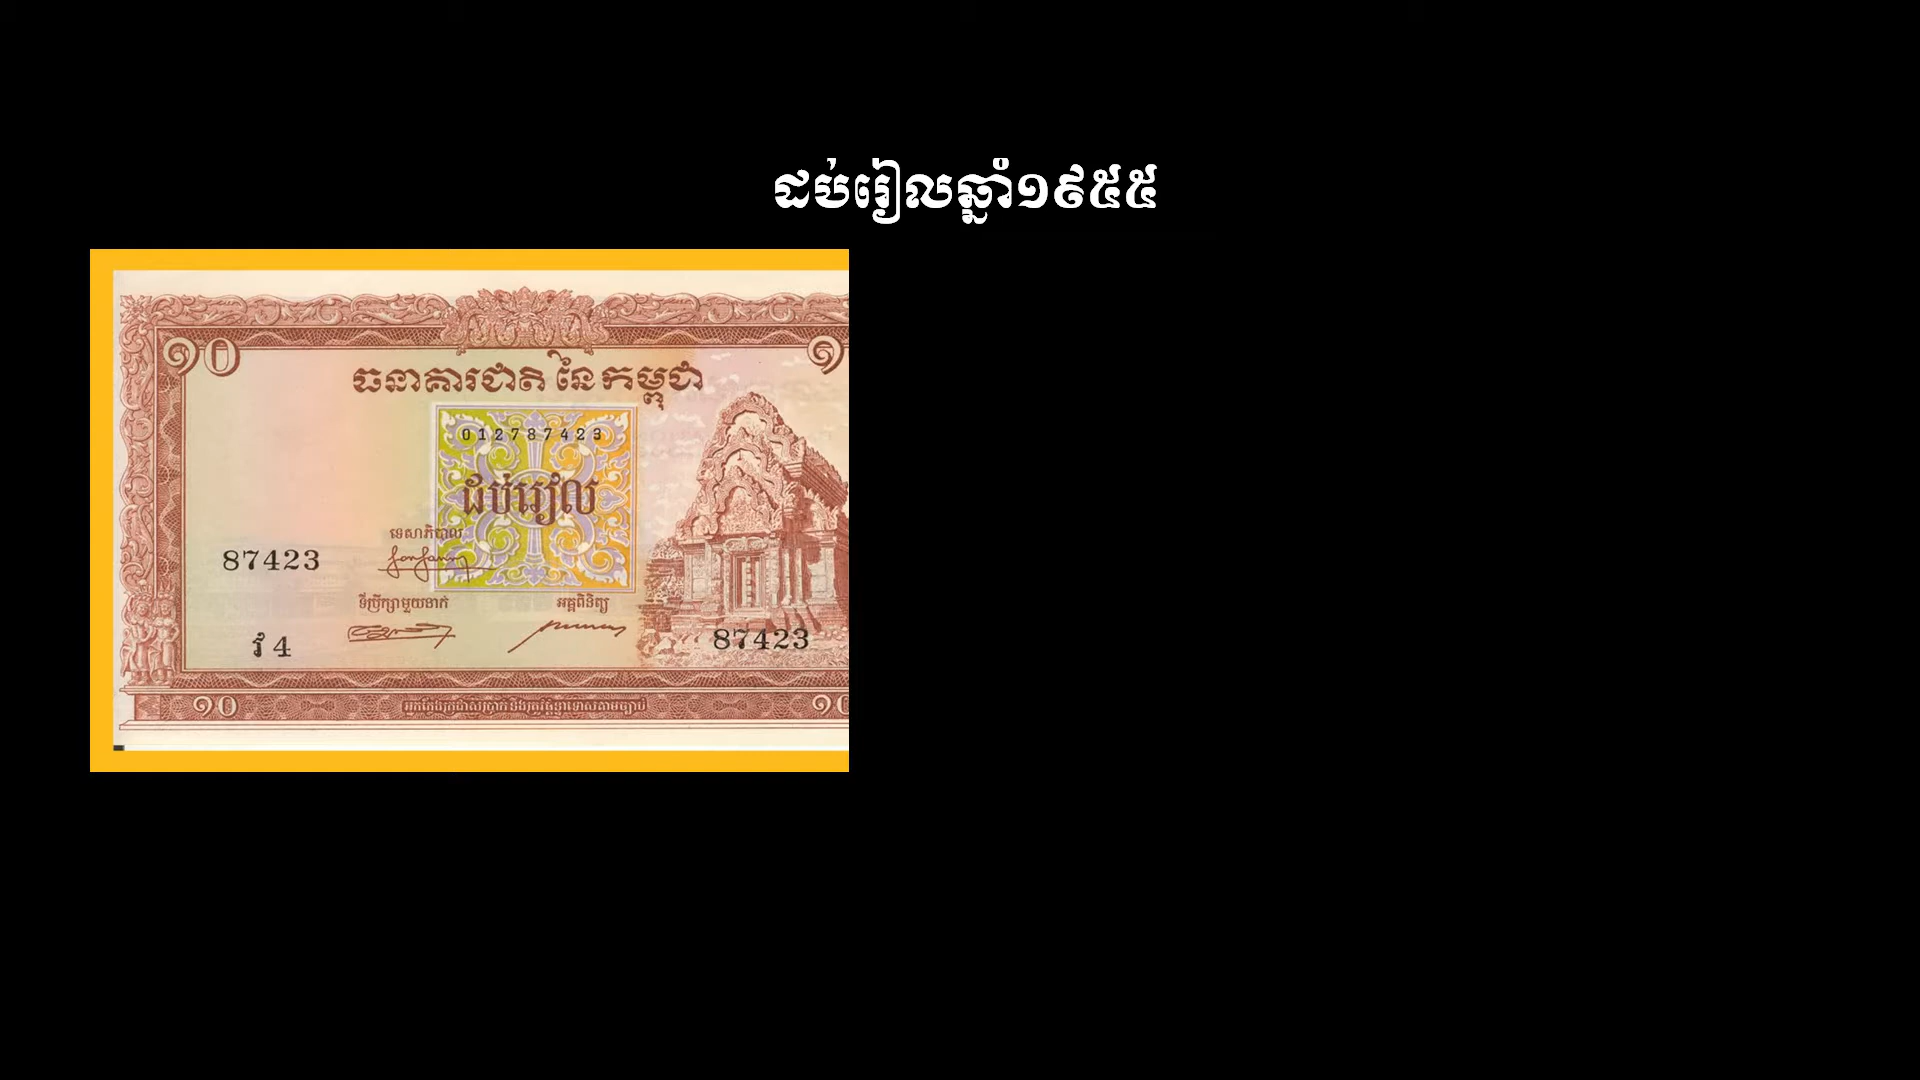 ដប់រៀលឆ្នាំ១៩៥៥
១០
ធនាគារជាតិ នៃ កម្ពុជា
012787423
ដប់រៀល
ទេសាភិបាល
87423
ទីប្រឹក្សាមួយនាក់ អគ្គពិនិត្យ
87423
វ 4
១០